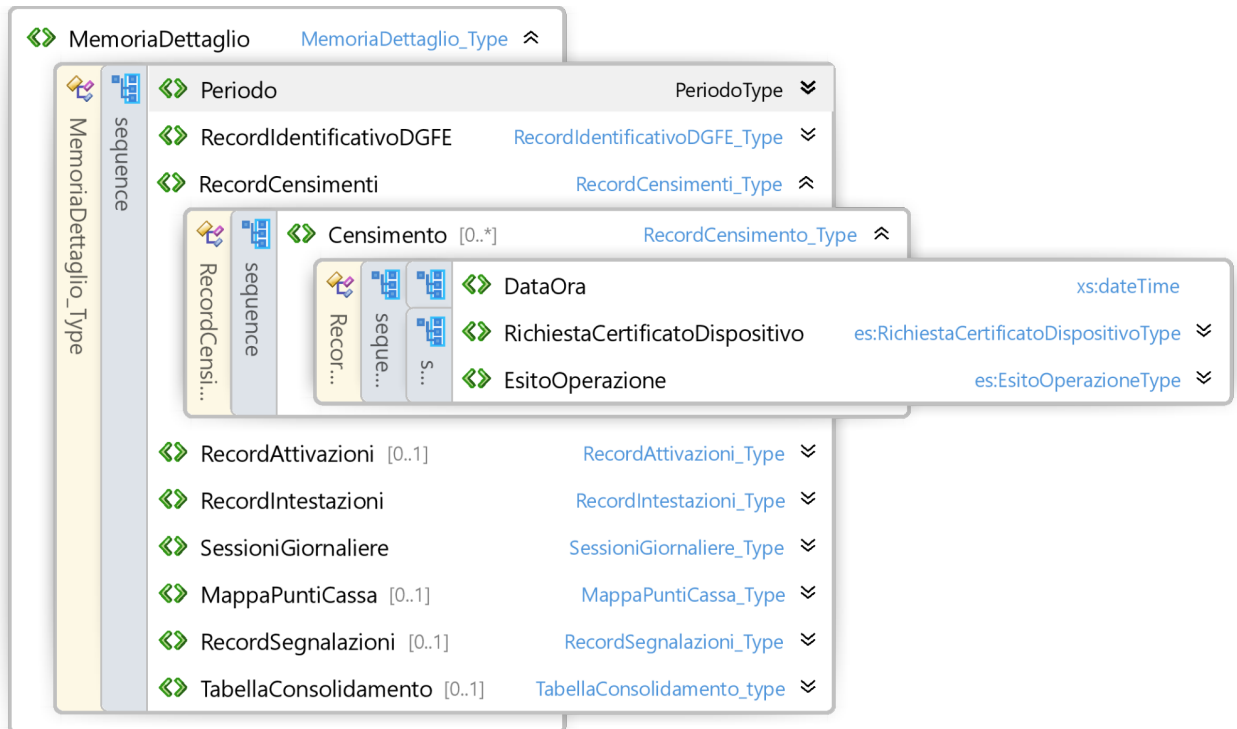 MemoriaDettaglio MemoriaDettaglio_Type
MemoriaDettaglio_Type
sequence
Periodo PeriodoType
RecordIdentificativoDGFE RecordIdentificativoDGFE_Type
RecordCensimenti RecordCensimenti_Type
RecordCensi...
sequence
Censimento [0..*] RecordCensimento_Type
Recor...
seque...
s...
DataOra xs:dateTime
RichiestaCertificatoDispositivo es:RichiestaCertificatoDispositivoType
EsitoOperazione es:EsitoOperazioneType
RecordAttivazioni [0..1] RecordAttivazioni_Type
RecordIntestazioni RecordIntestazioni_Type
SessioniGiornaliere SessioniGiornaliere_Type
MappaPuntiCassa [0..1] MappaPuntiCassa_Type
RecordSegnalazioni [0..1] RecordSegnalazioni_Type
TabellaConsolidamento [0..1] TabellaConsolidamento_type